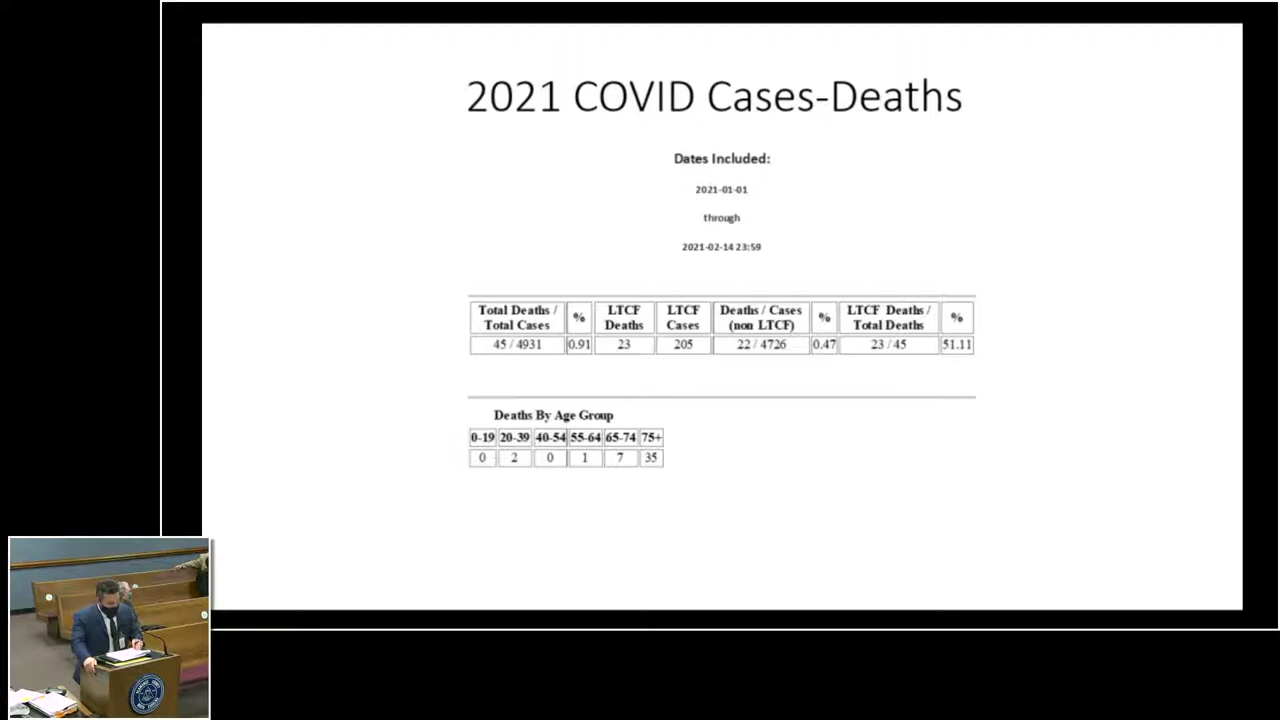 2021 COVID Cases-Deaths
Dates Included:
2021-01-01
through
2021-02-14 23:59
Total Deaths / Total Cases % LTCF Deaths LTCF Cases Deaths / Cases (non LTCF) % LTCF Deaths / Total Deaths %
45 / 4931 0.91 23 205 22 / 4726 0.47 23 / 45 51.11
Deaths By Age Group
0-19 20-39 40-54 55-64 65-74 75+
0 2 0 1 7 35